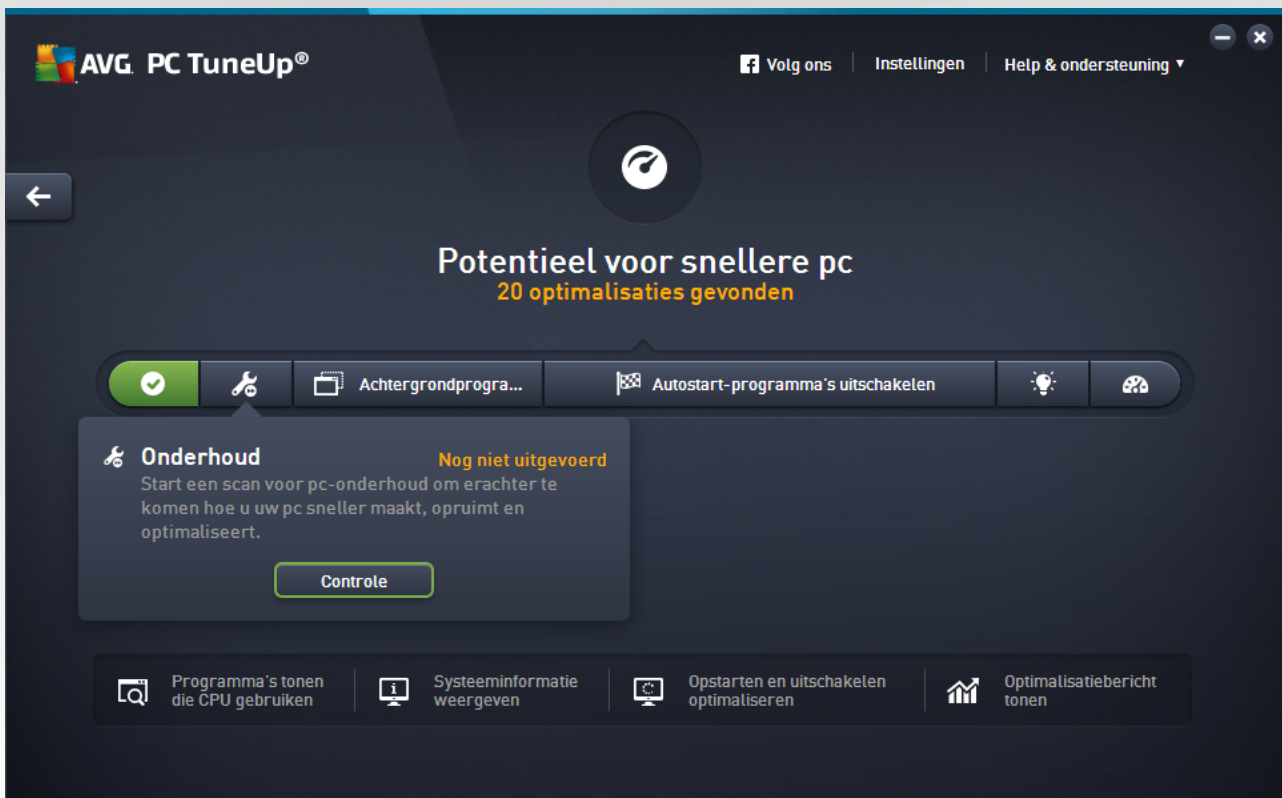 AVG. PC TuneUp®
Volg ons
Instellingen
Help & ondersteuning
Potentieel voor snellere pc
20 optimalisaties gevonden
Achtergrondprogra...
Autostart-programma's uitschakelen
Onderhoud
Nog niet uitgevoerd
Start een scan voor pc-onderhoud om erachter te
komen hoe u uw pc sneller maakt, opruimt en
optimaliseert.
Controle
Programma's tonen
die CPU gebruiken
Systeeminformatie
weergeven
Opstarten en uitschakelen
optimaliseren
Optimalisatiebericht
tonen